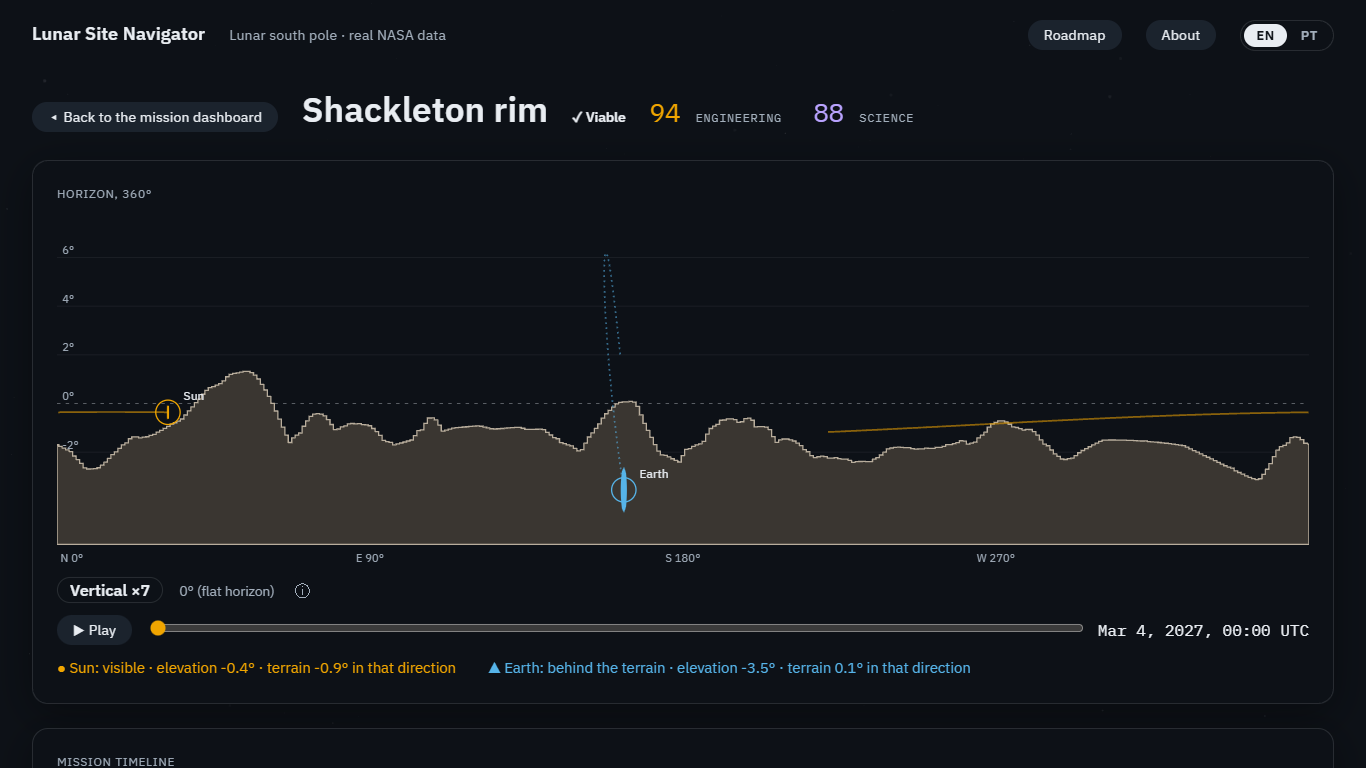 Lunar Site Navigator Lunar south pole · real NASA data Roadmap About EN PT
◂ Back to the mission dashboard Shackleton rim ✓ Viable 94 ENGINEERING 88 SCIENCE
HORIZON, 360°
6°
4°
2°
0° Sun
-2°
Earth
N 0° E 90° S 180° W 270°
Vertical ×7 0° (flat horizon) ⓘ
▶ Play Mar 4, 2027, 00:00 UTC
● Sun: visible · elevation -0.4° · terrain -0.9° in that direction ▲ Earth: behind the terrain · elevation -3.5° · terrain 0.1° in that direction
MISSION TIMELINE